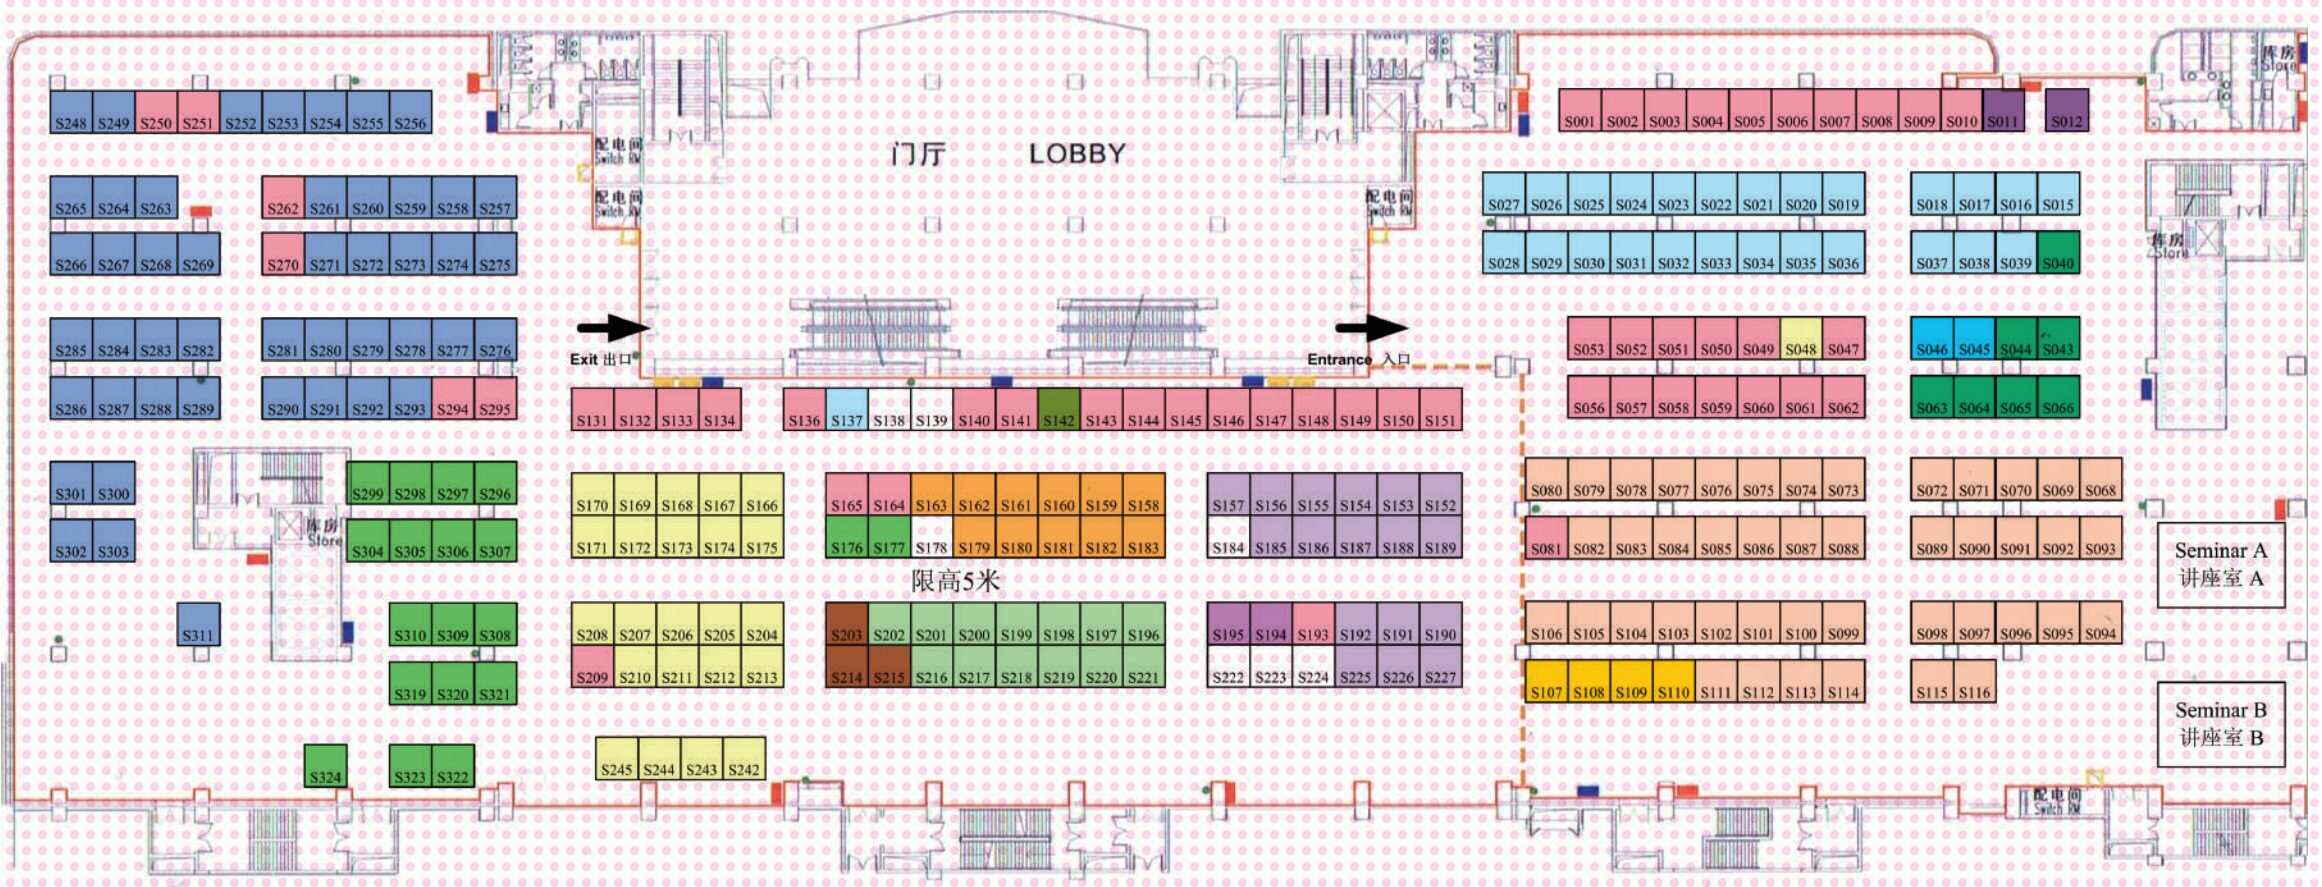 库房
Store
S248 S249 S250 S251 S252 S253 S254 S255 S256
S001 S002 S003 S004 S005 S006 S007 S008 S009 S010 S011 S012
配电间
Switch RM
门厅 LOBBY
S265 S264 S263 S262 S261 S260 S259 S258 S257
配电间
Switch RM
配电间
Switch RM
S027 S026 S025 S024 S023 S022 S021 S020 S019 S018 S017 S016 S015
S266 S267 S268 S269 S270 S271 S272 S273 S274 S275
S028 S029 S030 S031 S032 S033 S034 S035 S036 S037 S038 S039 S040
库房
Store
S285 S284 S283 S282 S281 S280 S279 S278 S277 S276
Exit 出口
Entrance 入口
S053 S052 S051 S050 S049 S048 S047 S046 S045 S044 S043
S286 S287 S288 S289 S290 S291 S292 S293 S294 S295
S131 S132 S133 S134 S136 S137 S138 S139 S140 S141 S142 S143 S144 S145 S146 S147 S148 S149 S150 S151
S056 S057 S058 S059 S060 S061 S062 S063 S064 S065 S066
S301 S300 S299 S298 S297 S296
S170 S169 S168 S167 S166 S165 S164 S163 S162 S161 S160 S159 S158 S157 S156 S155 S154 S153 S152
S080 S079 S078 S077 S076 S075 S074 S073 S072 S071 S070 S069 S068
库房
Store
S302 S303 S304 S305 S306 S307
S171 S172 S173 S174 S175 S176 S177 S178 S179 S180 S181 S182 S183 S184 S185 S186 S187 S188 S189
S081 S082 S083 S084 S085 S086 S087 S088 S089 S090 S091 S092 S093
Seminar A
讲座室 A
限高5米
S311 S310 S309 S308
S208 S207 S206 S205 S204 S203 S202 S201 S200 S199 S198 S197 S196 S195 S194 S193 S192 S191 S190
S106 S105 S104 S103 S102 S101 S100 S099 S098 S097 S096 S095 S094
S319 S320 S321
S209 S210 S211 S212 S213 S214 S215 S216 S217 S218 S219 S220 S221 S222 S223 S224 S225 S226 S227
S107 S108 S109 S110 S111 S112 S113 S114 S115 S116
Seminar B
讲座室 B
S324 S323 S322
S245 S244 S243 S242
配电间
Switch RM